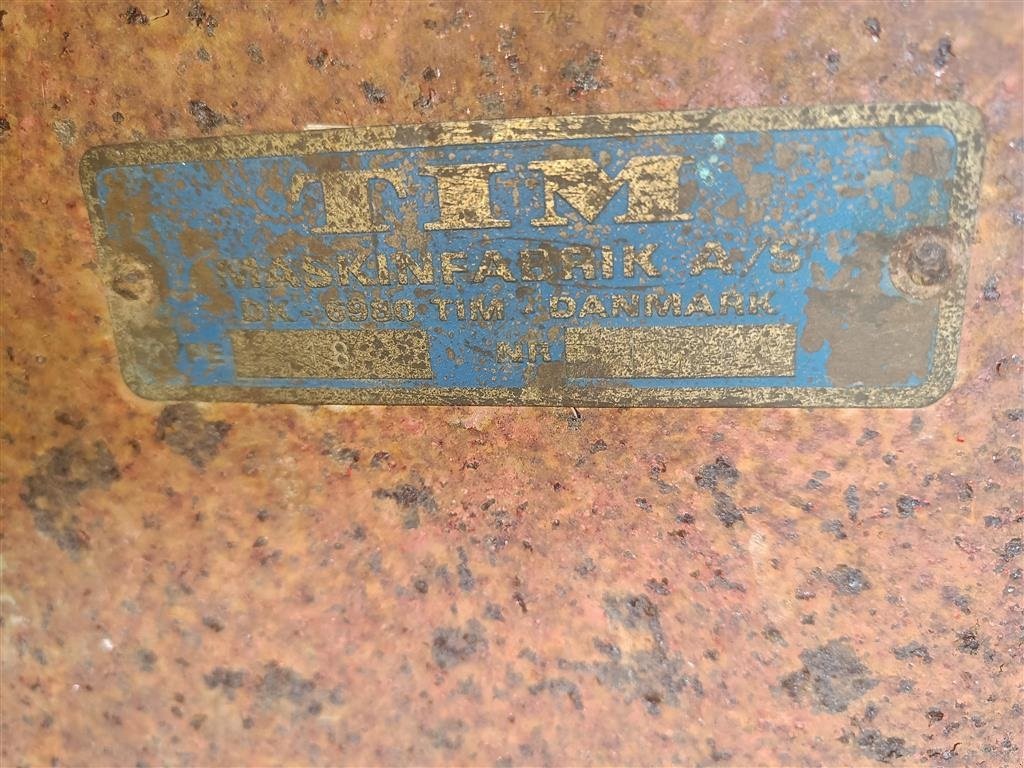 TIM
MASKINFABRIK A/S
DK - 6980 TIM - DANMARK
NR.